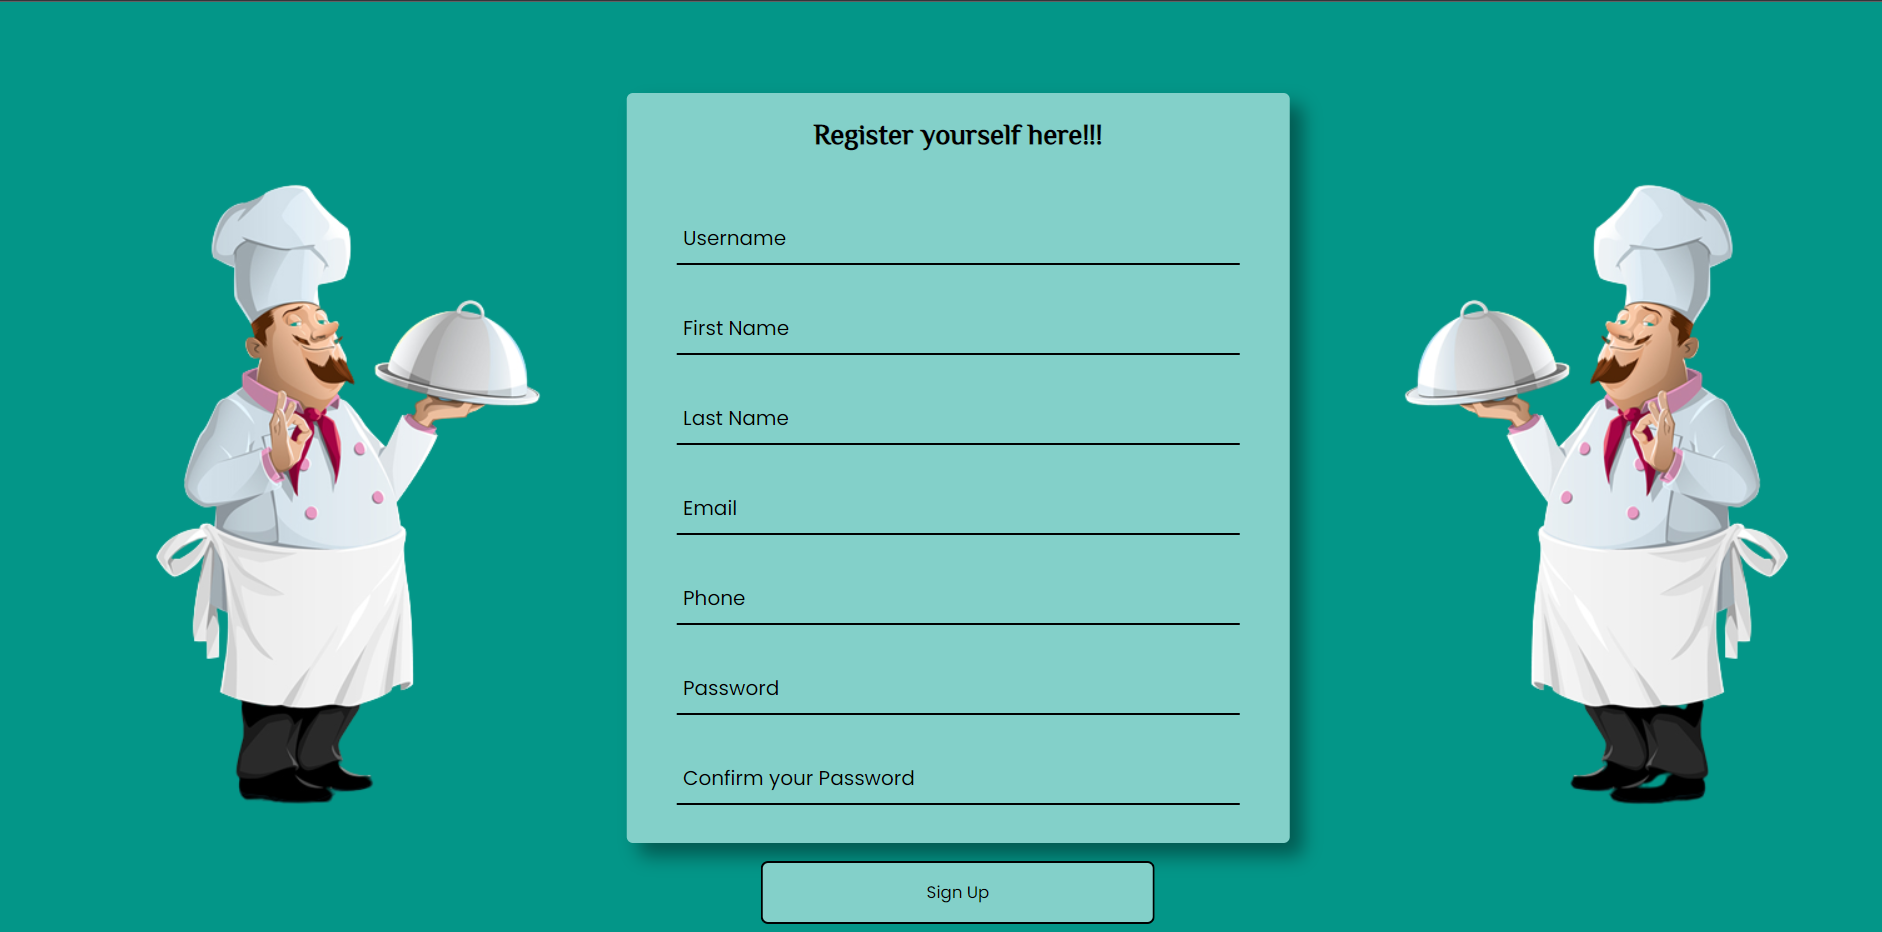 Register yourself here!!!
Username
First Name
Last Name
Email
Phone
Password
Confirm your Password
Sign Up